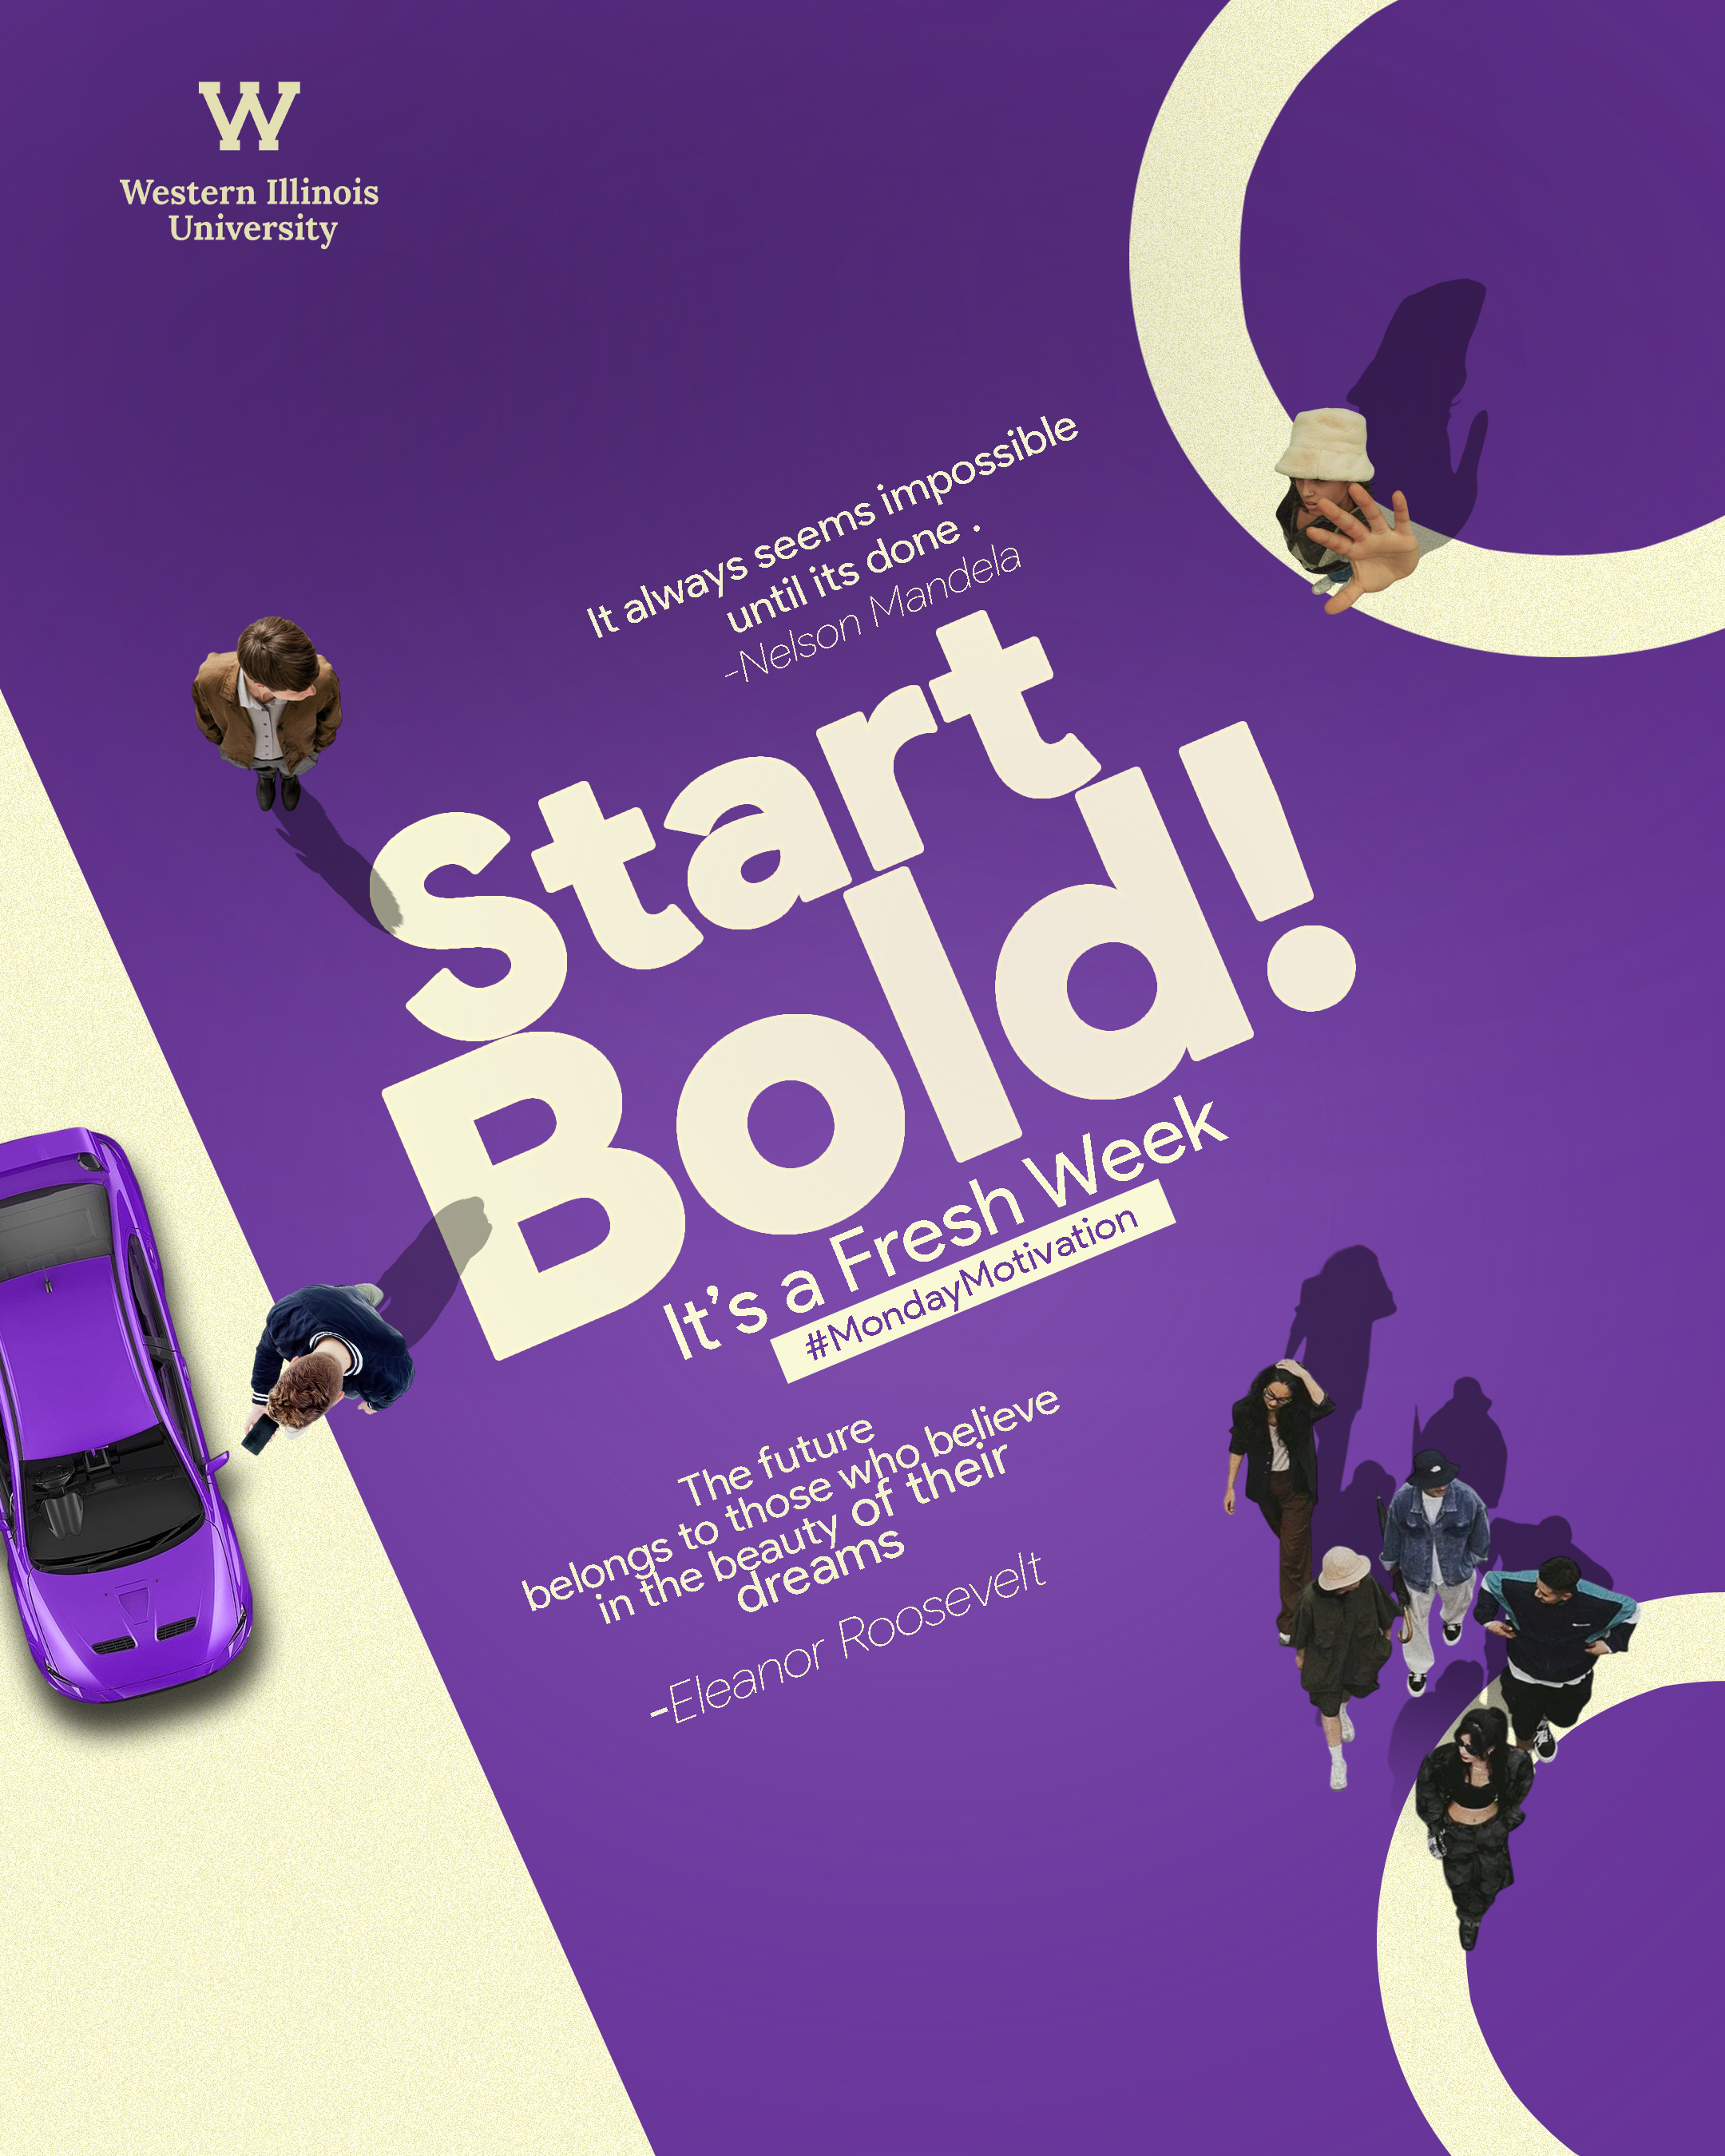 W
Western Illinois
University
It always seems impossible
until its done .
-Nelson Mandela
Start
Bold!
It's a Fresh Week
#MondayMotivation
The future
belongs to those who believe
in the beauty of their
dreams
-Eleanor Roosevelt